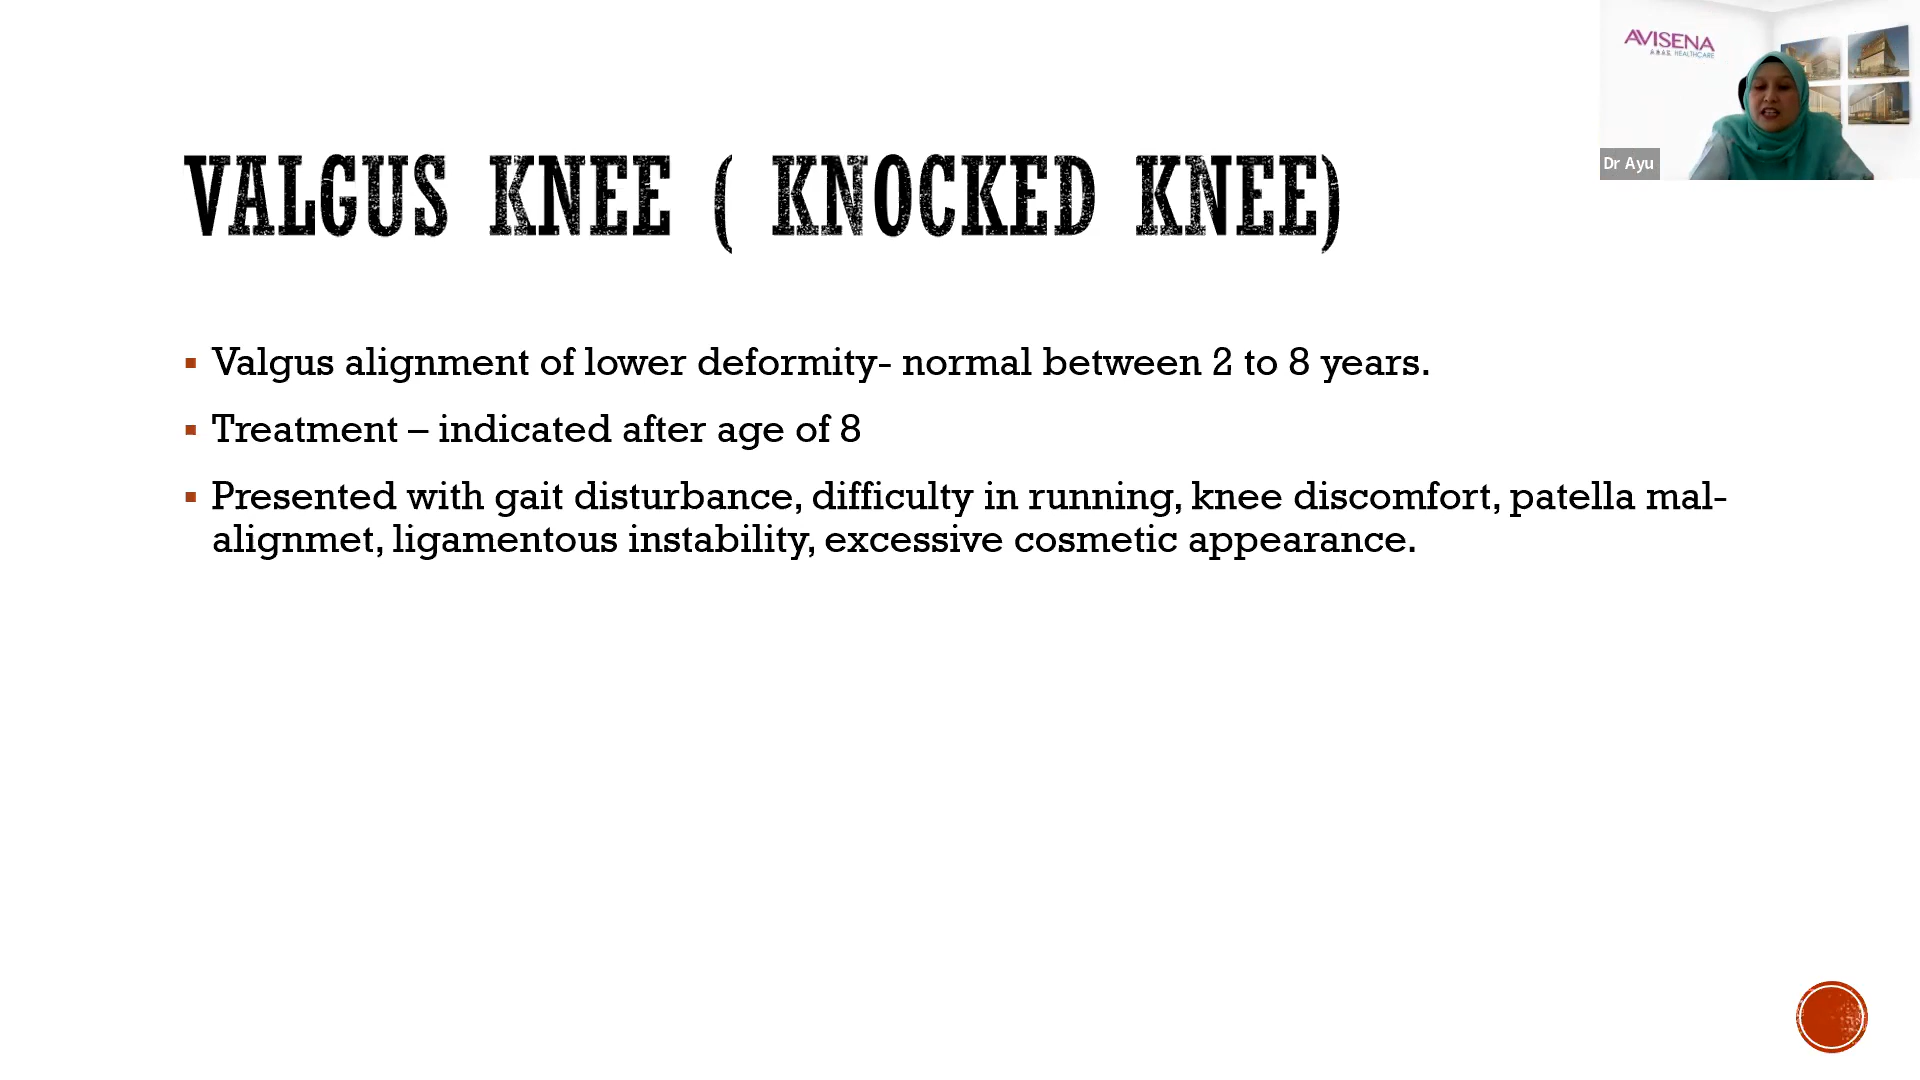 AVISENA
HEALTHCARE
Dr Ayu
VALGUS KNEE ( KNOCKED KNEE)
Valgus alignment of lower deformity- normal between 2 to 8 years.
Treatment – indicated after age of 8
Presented with gait disturbance, difficulty in running, knee discomfort, patella mal-
alignmet, ligamentous instability, excessive cosmetic appearance.